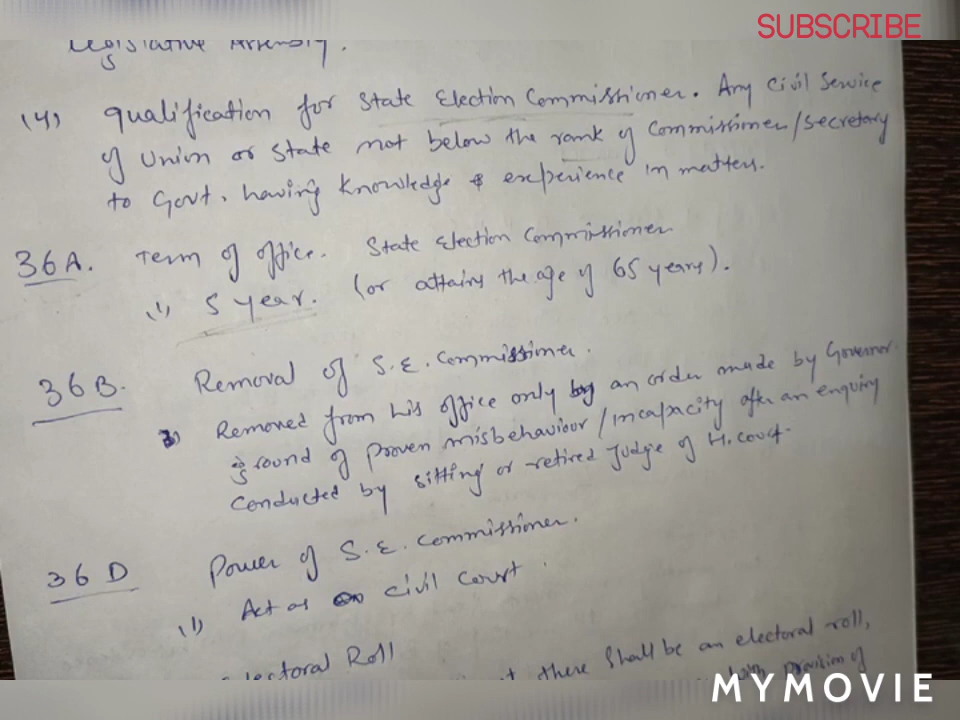 SUBSCRIBE
Legislative Assembly.
(4) Qualification for State Election Commissioner. Any Civil Service
of Union or State not below the rank of Commissioner/Secretary
to Govt. having knowledge & experience in matters.
36A. Term of office. State Election Commissioner
(1) 5 year. (or attains the age of 65 years).
36B. Removal of S.E. Commissioner.
Removed from his office only by an order made by Governor
ground of proven misbehaviour/incapacity after an enquiry
conducted by sitting or retired Judge of H. Court.
36 D Power of S.E. Commissioner.
(1) Act as civil Court.
Electoral Roll
there shall be an electoral roll,
provision of
MYMOVIE